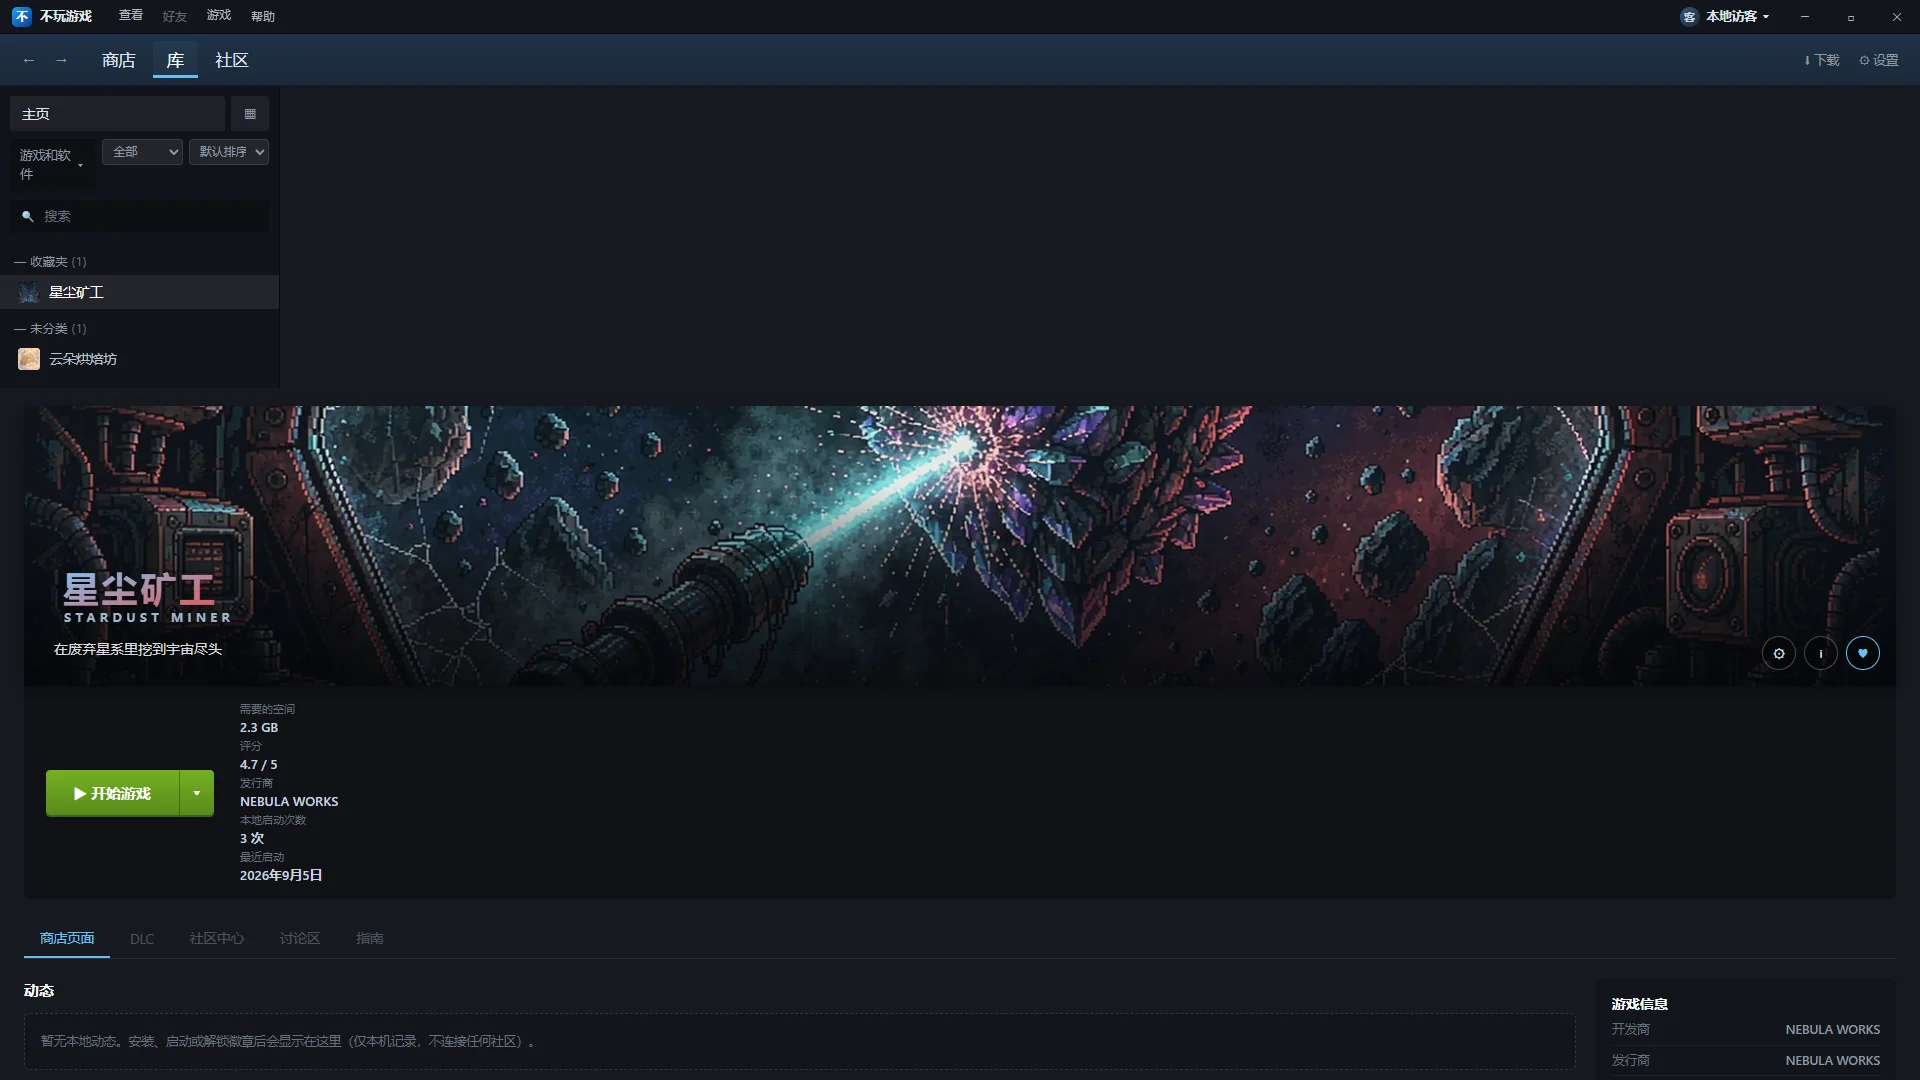 不 不玩游戏 查看 好友 游戏 帮助 客 本地访客
← → 商店 库 社区 下载 设置
主页
游戏和软件 全部 默认排序
搜索
— 收藏夹 (1)
星尘矿工
— 未分类 (1)
云朵烘焙坊
星尘矿工
STARDUST MINER
在废弃星系里挖到宇宙尽头
i
需要的空间
2.3 GB
评分
4.7 / 5
发行商
NEBULA WORKS
本地启动次数
3 次
最近启动
2026年9月5日
▶ 开始游戏
商店页面 DLC 社区中心 讨论区 指南
动态
暂无本地动态。安装、启动或解锁徽章后会显示在这里（仅本机记录，不连接任何社区）。
游戏信息
开发商 NEBULA WORKS
发行商 NEBULA WORKS